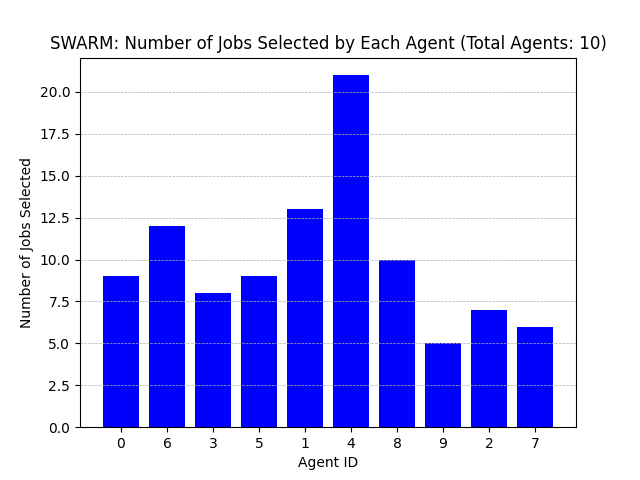 SWARM: Number of Jobs Selected by Each Agent (Total Agents: 10)
20.0
17.5
15.0
12.5
10.0
7.5
5.0
2.5
0.0
Number of Jobs Selected
0 6 3 5 1 4 8 9 2 7
Agent ID